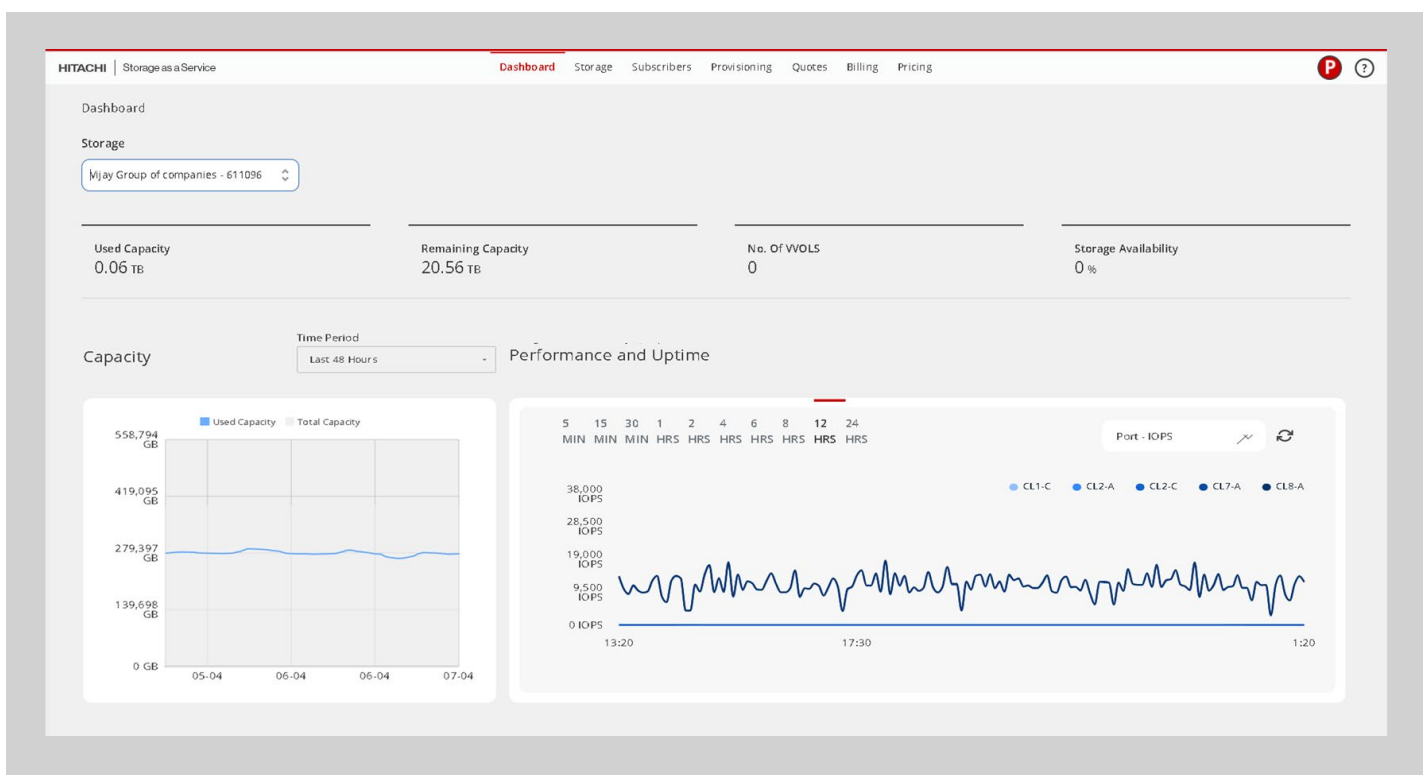 HITACHI | Storage as a Service
Dashboard Storage Subscribers Provisioning Quotes Billing Pricing
P ?
Dashboard
Storage
Vijay Group of companies - 611096
Used Capacity
0.06 TB
Remaining Capacity
20.56 TB
No. Of VVOLS
0
Storage Availability
0 %
Capacity
Time Period
Last 48 Hours
Performance and Uptime
Used Capacity Total Capacity
558,794
GB
419,095
GB
279,397
GB
139,698
GB
0 GB
05-04 06-04 06-04 07-04
5 15 30 1 2 4 6 8 12 24
MIN MIN MIN HRS HRS HRS HRS HRS HRS HRS
Port - IOPS
CL1-C CL2-A CL2-C CL7-A CL8-A
38,000
IOPS
28,500
IOPS
19,000
IOPS
9,500
IOPS
0 IOPS
13:20 17:30 1:20